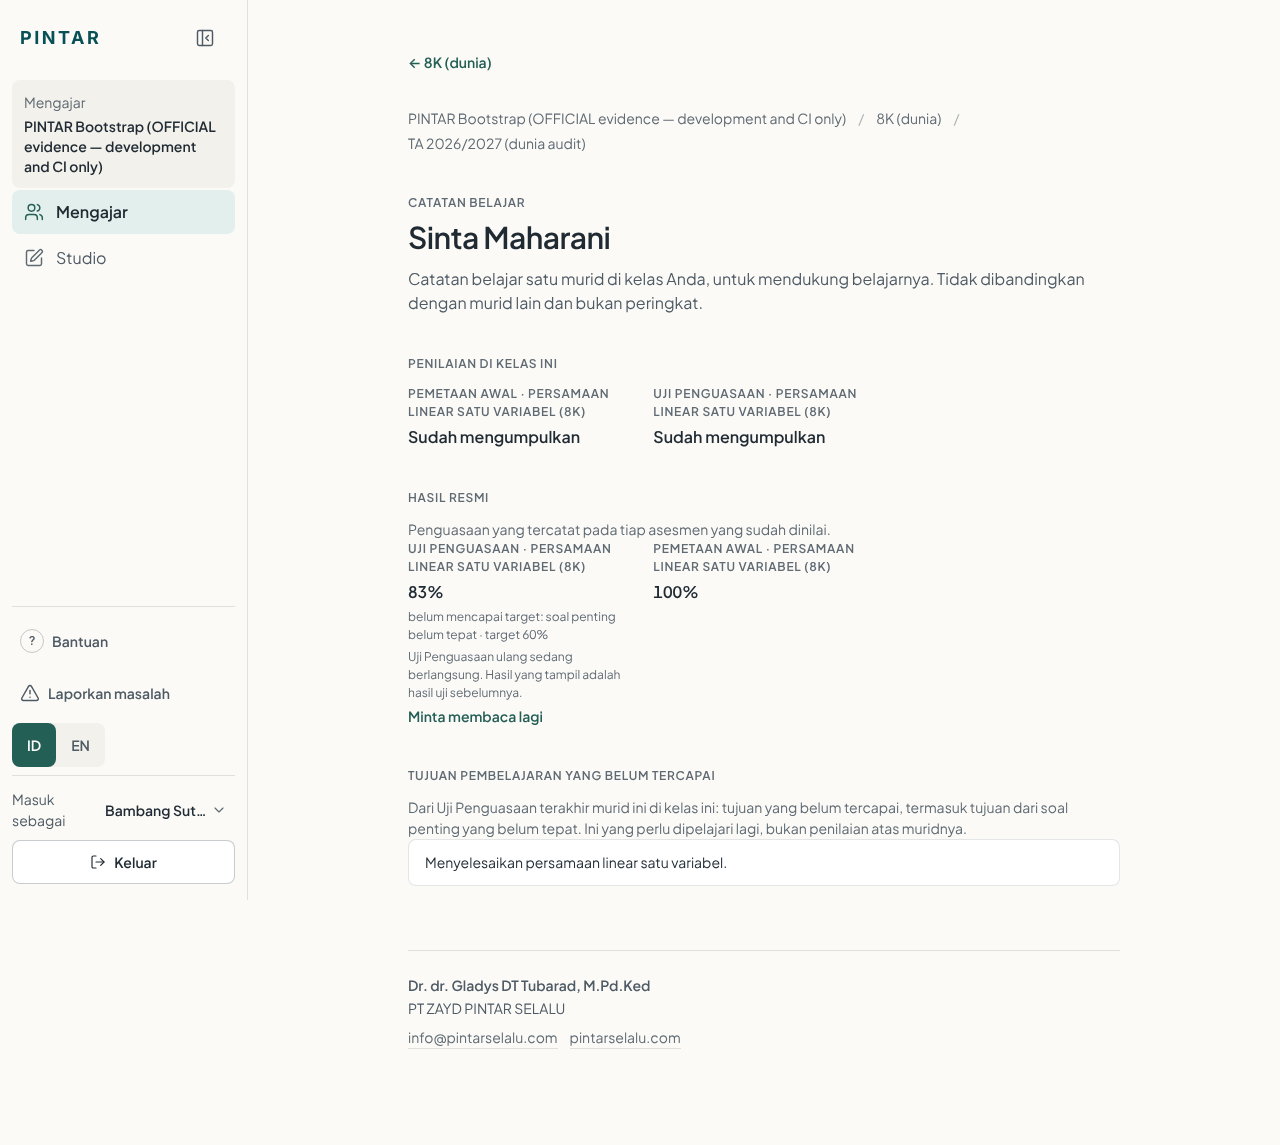 PINTAR
Mengajar
PINTAR Bootstrap (OFFICIAL
evidence — development
and CI only)
Mengajar
Studio
? Bantuan
Laporkan masalah
ID EN
Masuk
sebagai
Bambang Sut…
Keluar
← 8K (dunia)
PINTAR Bootstrap (OFFICIAL evidence — development and CI only) / 8K (dunia) /
TA 2026/2027 (dunia audit)
CATATAN BELAJAR
Sinta Maharani
Catatan belajar satu murid di kelas Anda, untuk mendukung belajarnya. Tidak dibandingkan
dengan murid lain dan bukan peringkat.
PENILAIAN DI KELAS INI
PEMETAAN AWAL · PERSAMAAN
LINEAR SATU VARIABEL (8K)
Sudah mengumpulkan
UJI PENGUASAAN · PERSAMAAN
LINEAR SATU VARIABEL (8K)
Sudah mengumpulkan
HASIL RESMI
Penguasaan yang tercatat pada tiap asesmen yang sudah dinilai.
UJI PENGUASAAN · PERSAMAAN
LINEAR SATU VARIABEL (8K)
83%
belum mencapai target: soal penting
belum tepat · target 60%
Uji Penguasaan ulang sedang
berlangsung. Hasil yang tampil adalah
hasil uji sebelumnya.
Minta membaca lagi
PEMETAAN AWAL · PERSAMAAN
LINEAR SATU VARIABEL (8K)
100%
TUJUAN PEMBELAJARAN YANG BELUM TERCAPAI
Dari Uji Penguasaan terakhir murid ini di kelas ini: tujuan yang belum tercapai, termasuk tujuan dari soal
penting yang belum tepat. Ini yang perlu dipelajari lagi, bukan penilaian atas muridnya.
Menyelesaikan persamaan linear satu variabel.
Dr. dr. Gladys DT Tubarad, M.Pd.Ked
PT ZAYD PINTAR SELALU
info@pintarselalu.com pintarselalu.com